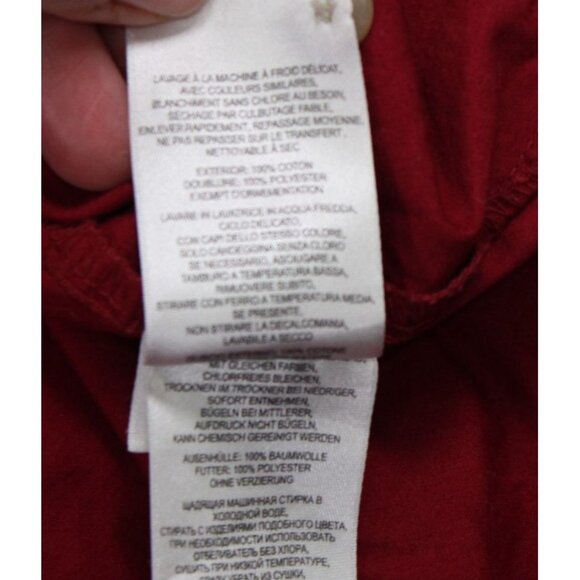 LAVAGE À LA MACHINE À FROID DÉLICAT,
AVEC COULEURS SIMILAIRES,
BLANCHIMENT SANS CHLORE AU BESOIN,
SECHAGE PAR CULBUTAGE FAIBLE,
ENLEVER RAPIDEMENT, REPASSAGE MOYENNE,
NE PAS REPASSER SUR LE TRANSFERT,
NETTOYABLE À SEC
EXTERIOR: 100% COTON
DOUBLURE: 100% POLYESTER
EXEMPT D'ORNEMENTATION
LAVARE IN LAVATRICE IN ACQUA FREDDA,
CICLO DELICATO,
CON CAPI DELLO STESSO COLORE,
SOLO CANDEGGINA SENZA CLORO
SE NECESSARIO, ASCIUGARE A
TAMBURO A TEMPERATURA BASSA,
RIMUOVERE SUBITO,
STIRARE CON FERRO A TEMPERATURA MEDIA,
SE PRESENTE,
NON STIRARE LA DECALCOMANIA,
LAVABILE A SECCO
MIT GLEICHEN FARBEN,
CHLORFREIES BLEICHEN,
TROCKNEN IM TROCKNER BEI NIEDRIGER,
SOFORT ENTNEHMEN,
BÜGELN BEI MITTLERER,
AUFDRUCK NICHT BÜGELN,
KANN CHEMISCH GEREINIGT WERDEN
AUßENHÜLLE: 100% BAUMWOLLE
FUTTER: 100% POLYESTER
OHNE VERZIERUNG
ЩАДЯЩАЯ МАШИННАЯ СТИРКА В
ХОЛОДНОЙ ВОДЕ,
СТИРАТЬ С ИЗДЕЛИЯМИ ПОДОБНОГО ЦВЕТА,
ПРИ НЕОБХОДИМОСТИ ИСПОЛЬЗОВАТЬ
ОТБЕЛИВАТЕЛЬ БЕЗ ХЛОРА,
СУШИТЬ ПРИ НИЗКОЙ ТЕМПЕРАТУРЕ,
ИЗ СУШКИ,